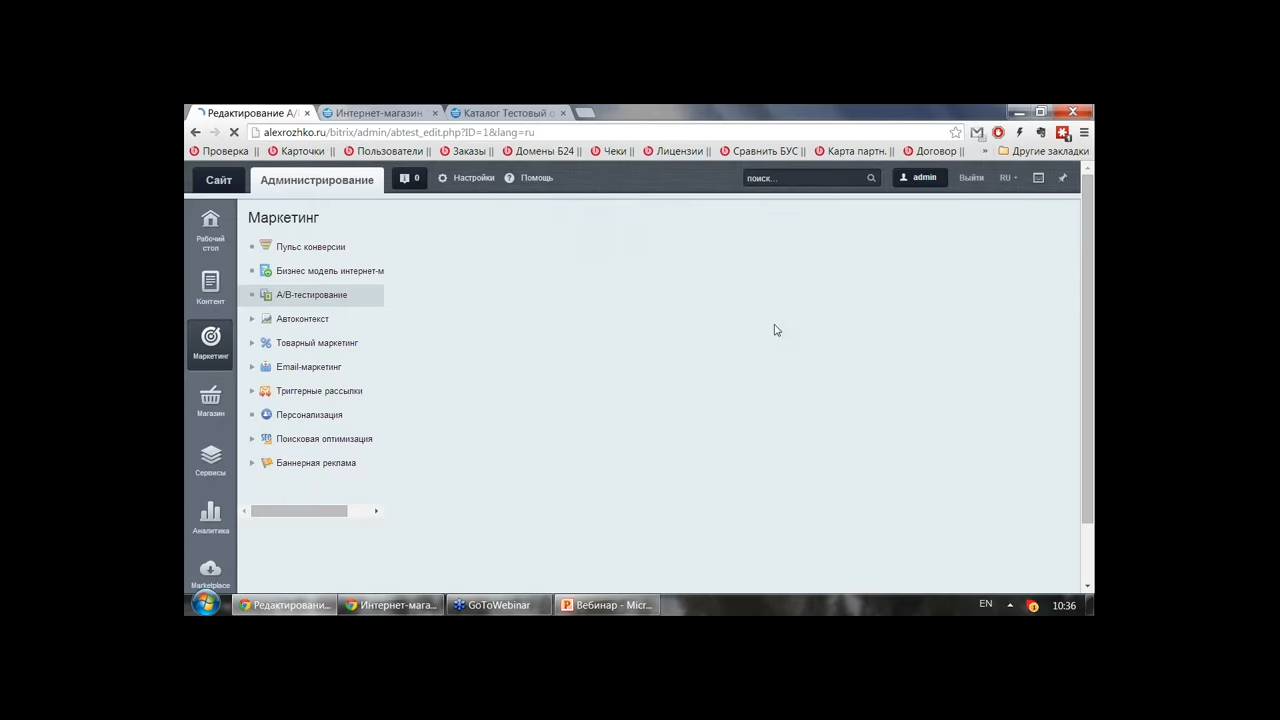 Редактирование А/
Интернет-магазин
Каталог Тестовый
alexrozhko.ru/bitrix/admin/abtest_edit.php?ID=1&lang=ru
Проверка ||
Карточки ||
Пользователи ||
Заказы ||
Домены Б24 ||
Чеки ||
Лицензии ||
Сравнить БУС ||
Карта партн. ||
Договор ||
»
Другие закладки
Сайт
Администрирование
0
Настройки
Помощь
поиск...
admin
Выйти
RU
Рабочий
стол
Контент
Маркетинг
Магазин
Сервисы
Аналитика
Marketplace
Маркетинг
Пульс конверсии
Бизнес модель интернет-м
A/B-тестирование
Автоконтекст
Товарный маркетинг
Email-маркетинг
Триггерные рассылки
Персонализация
Поисковая оптимизация
Баннерная реклама
Редактировани...
Интернет-мага...
GoToWebinar
Вебинар - Micr...
EN
10:36